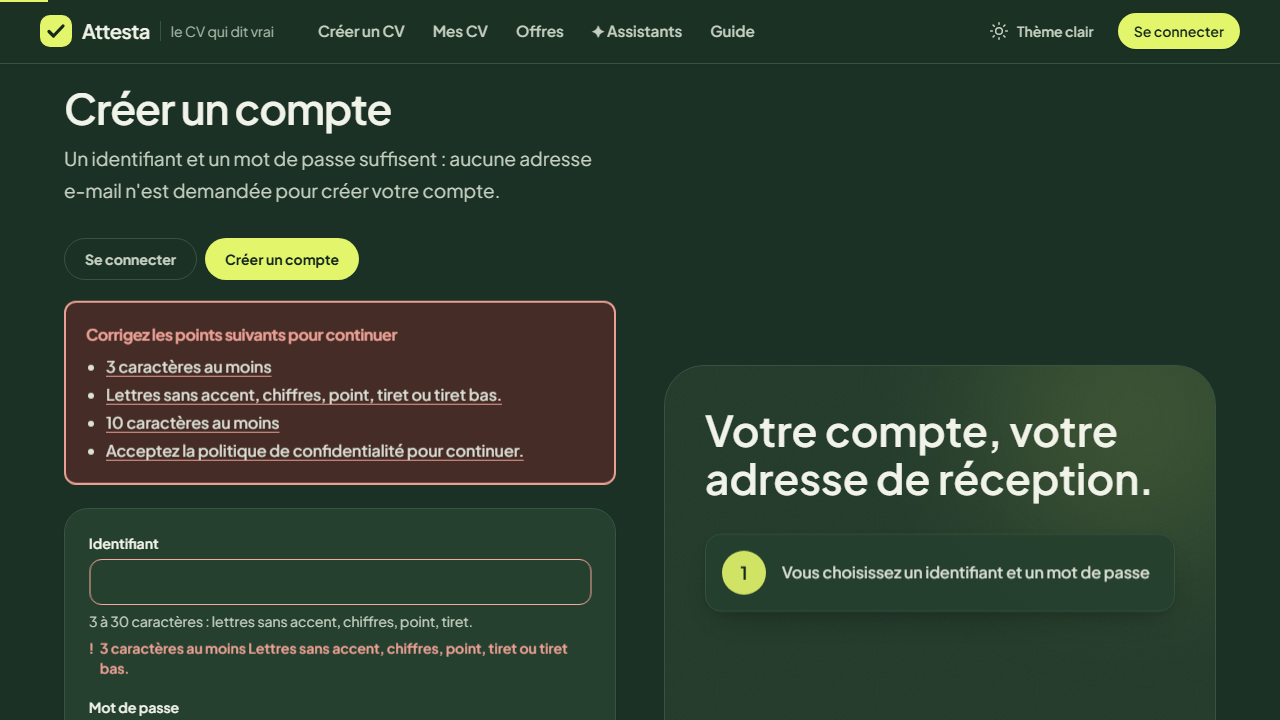 Attesta
le CV qui dit vrai
Créer un CV
Mes CV
Offres
Assistants
Guide
Thème clair
Se connecter
Créer un compte
Un identifiant et un mot de passe suffisent : aucune adresse
e-mail n'est demandée pour créer votre compte.
Se connecter
Créer un compte
Corrigez les points suivants pour continuer
3 caractères au moins
Lettres sans accent, chiffres, point, tiret ou tiret bas.
10 caractères au moins
Acceptez la politique de confidentialité pour continuer.
Identifiant
3 à 30 caractères : lettres sans accent, chiffres, point, tiret.
! 3 caractères au moins Lettres sans accent, chiffres, point, tiret ou tiret
bas.
Mot de passe
Votre compte, votre
adresse de réception.
1
Vous choisissez un identifiant et un mot de passe